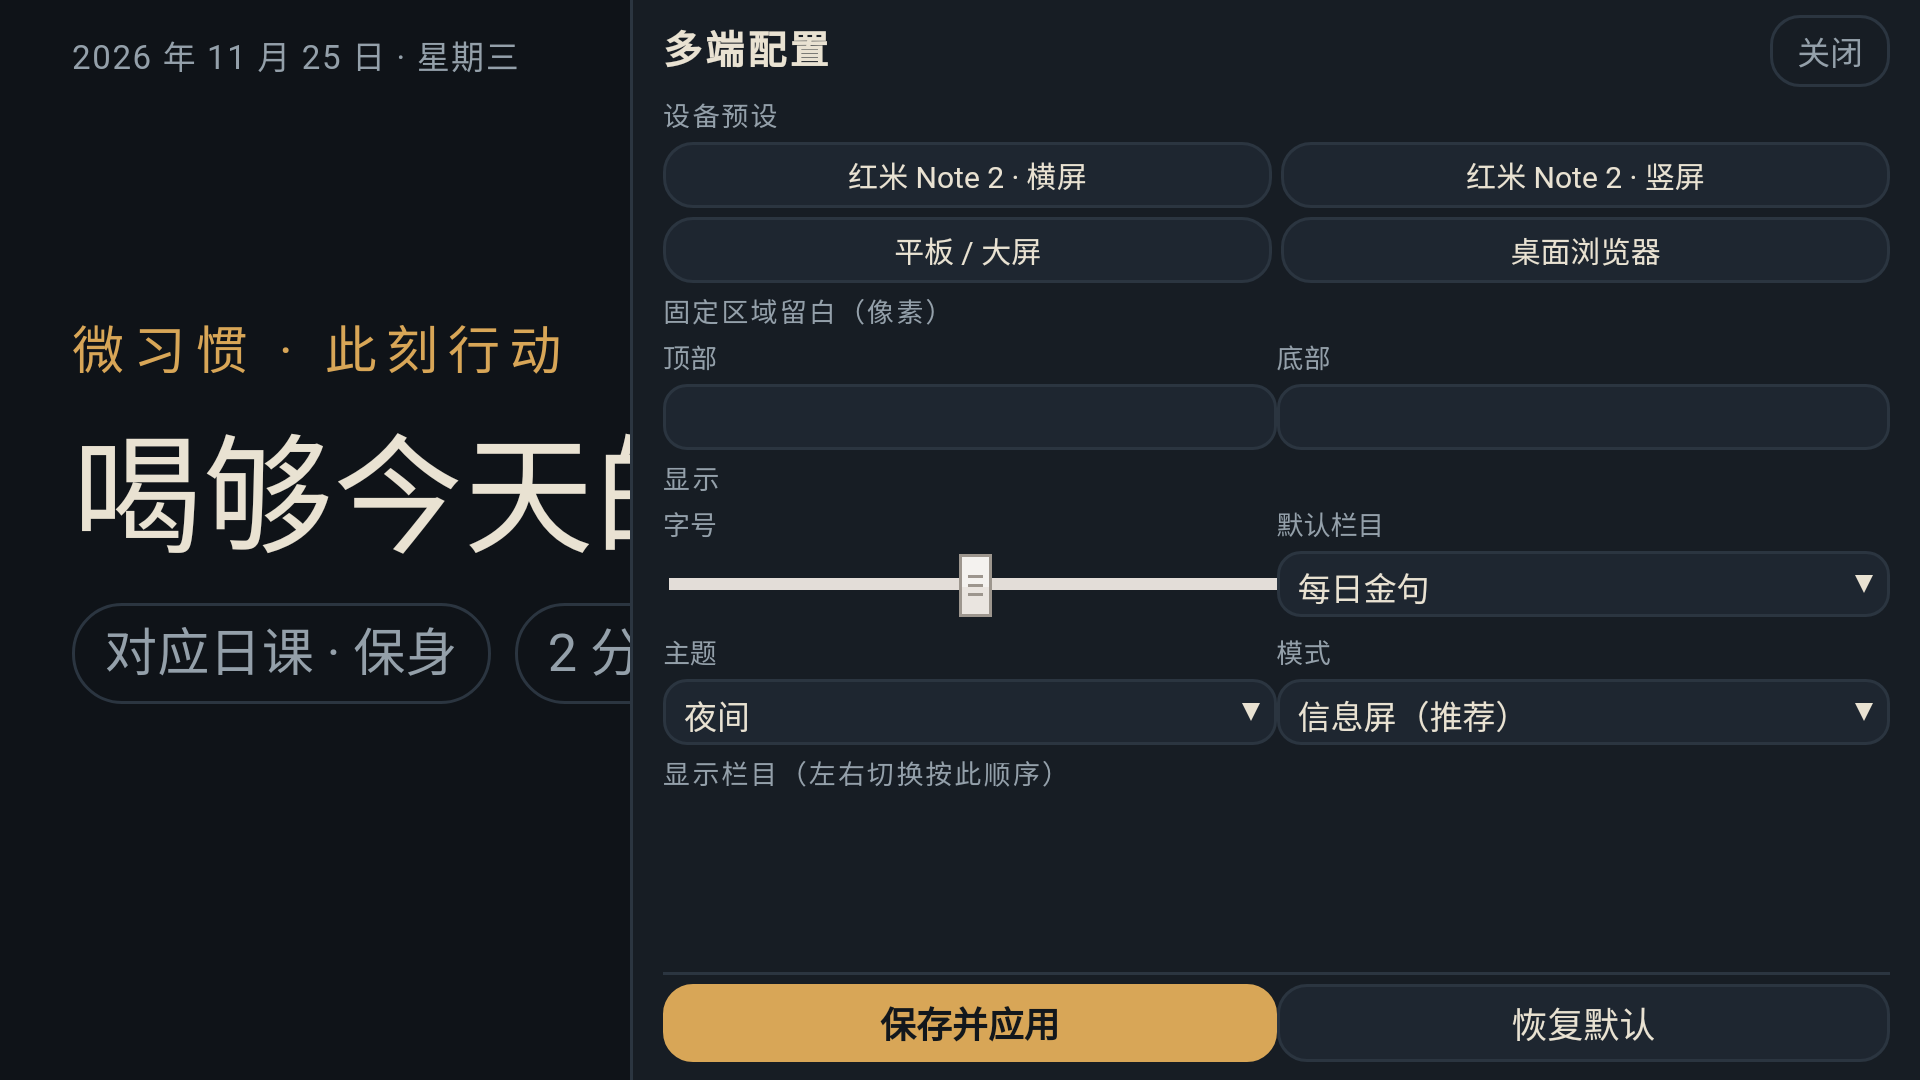 2026 年 11 月 25 日 · 星期三
微习惯 · 此刻行动
喝够今天
对应日课 · 保身
2 分
多端配置
关闭
设备预设
红米 Note 2 · 横屏
红米 Note 2 · 竖屏
平板 / 大屏
桌面浏览器
固定区域留白（像素）
顶部
底部
显示
字号
默认栏目
每日金句
主题
模式
夜间
信息屏（推荐）
显示栏目（左右切换按此顺序）
保存并应用
恢复默认